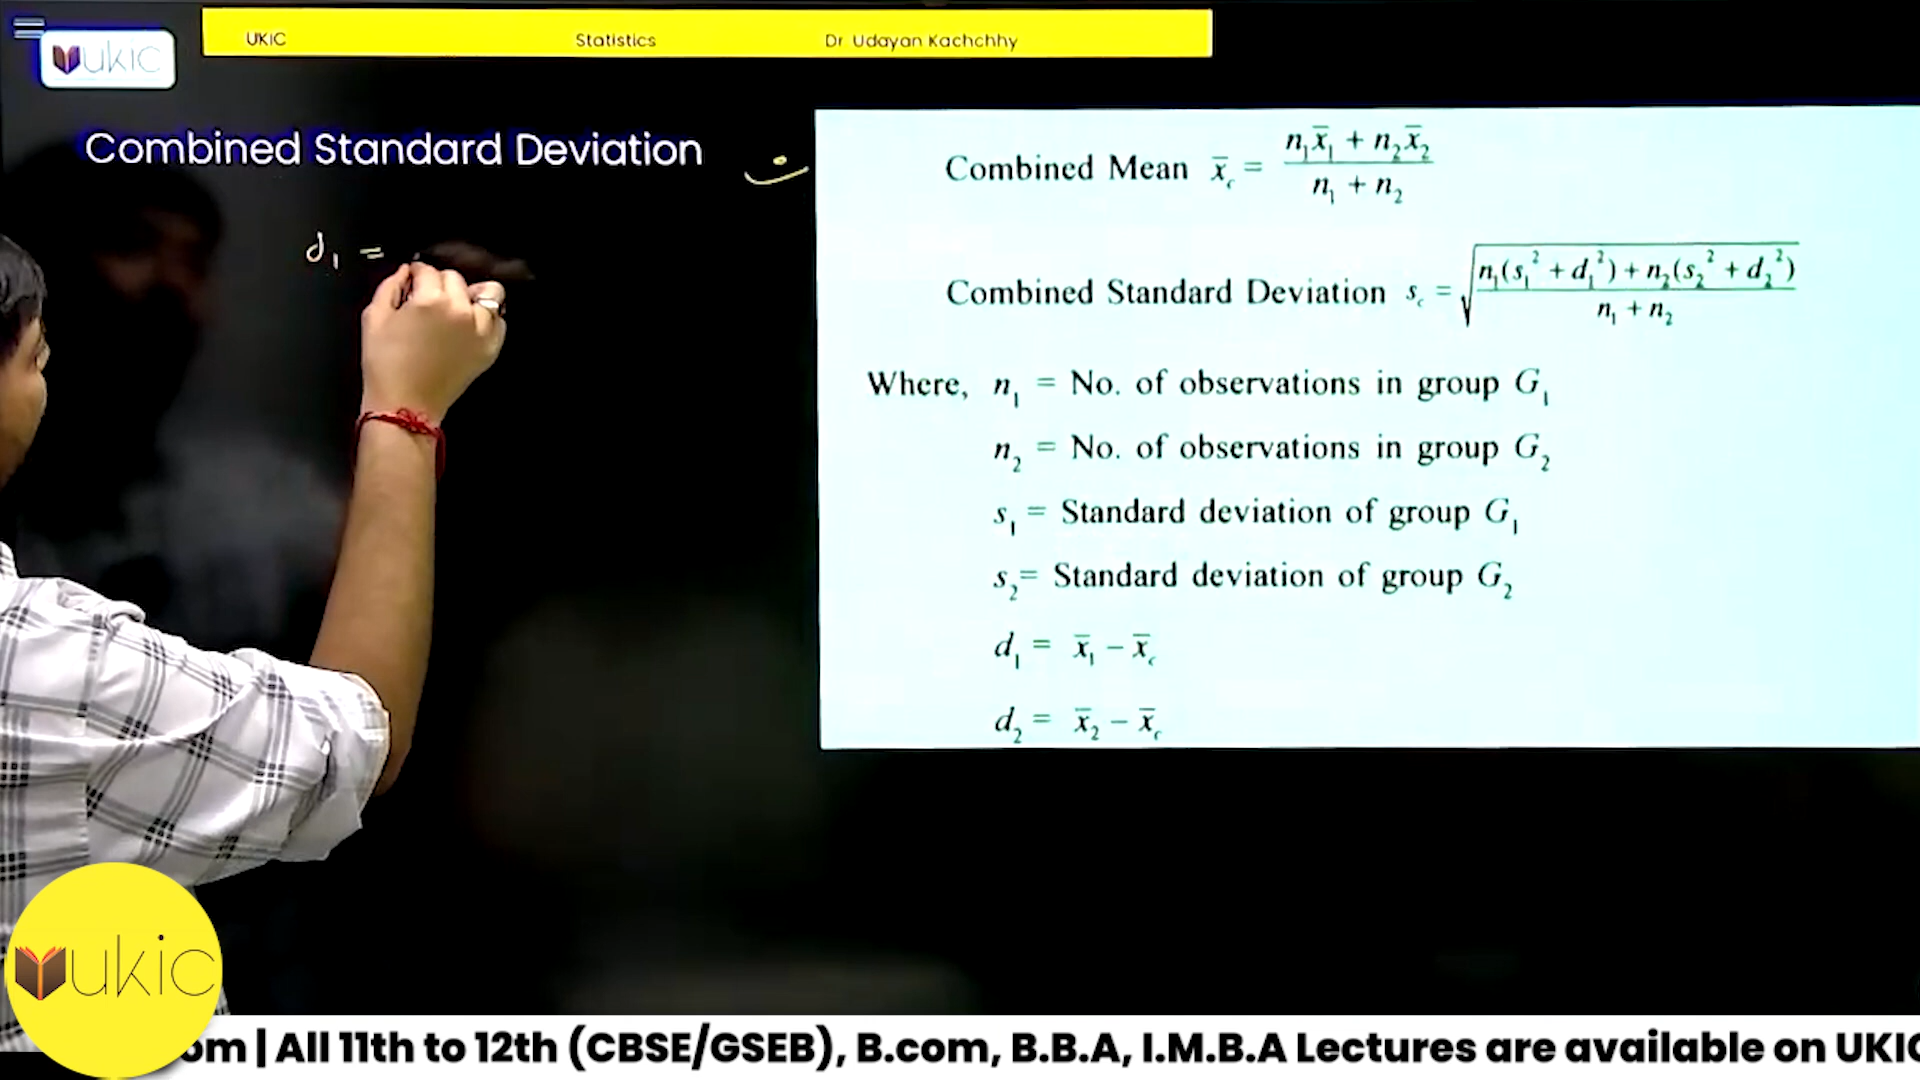 UKIC Statistics Dr. Udayan Kachchhy
ukic
Combined Standard Deviation
d₁ =
Combined Mean x̄c = (n₁x̄₁ + n₂x̄₂) / (n₁ + n₂)
Combined Standard Deviation sc = √((n₁(s₁² + d₁²) + n₂(s₂² + d₂²)) / (n₁ + n₂))
Where, n₁ = No. of observations in group G₁
n₂ = No. of observations in group G₂
s₁ = Standard deviation of group G₁
s₂ = Standard deviation of group G₂
d₁ = x̄₁ − x̄c
d₂ = x̄₂ − x̄c
ukic
om | All 11th to 12th (CBSE/GSEB), B.com, B.B.A, I.M.B.A Lectures are available on UKIC